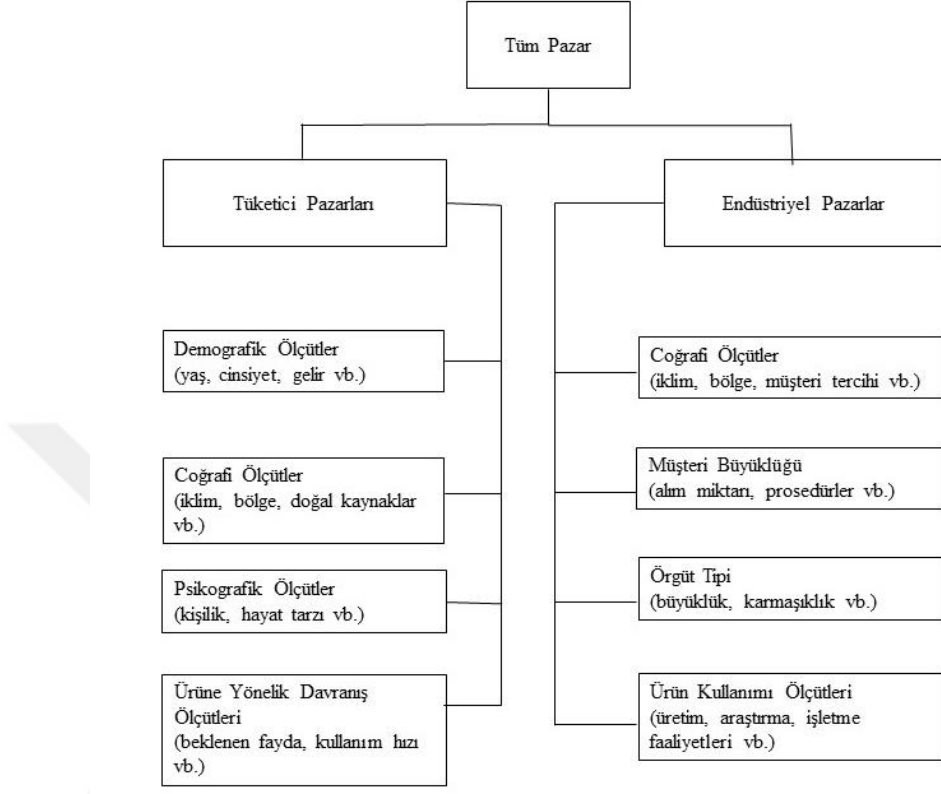 Tüm Pazar
Tüketici Pazarları
Endüstriyel Pazarlar
Demografik Ölçütler
(yaş, cinsiyet, gelir vb.)
Coğrafi Ölçütler
(iklim, bölge, doğal kaynaklar
vb.)
Psikografik Ölçütler
(kişilik, hayat tarzı vb.)
Ürüne Yönelik Davranış
Ölçütleri
(beklenen fayda, kullanım hızı
vb.)
Coğrafi Ölçütler
(iklim, bölge, müşteri tercihi vb.)
Müşteri Büyüklüğü
(alım miktarı, prosedürler vb.)
Örgüt Tipi
(büyüklük, karmaşıklık vb.)
Ürün Kullanımı Ölçütleri
(üretim, araştırma, işletme
faaliyetleri vb.)